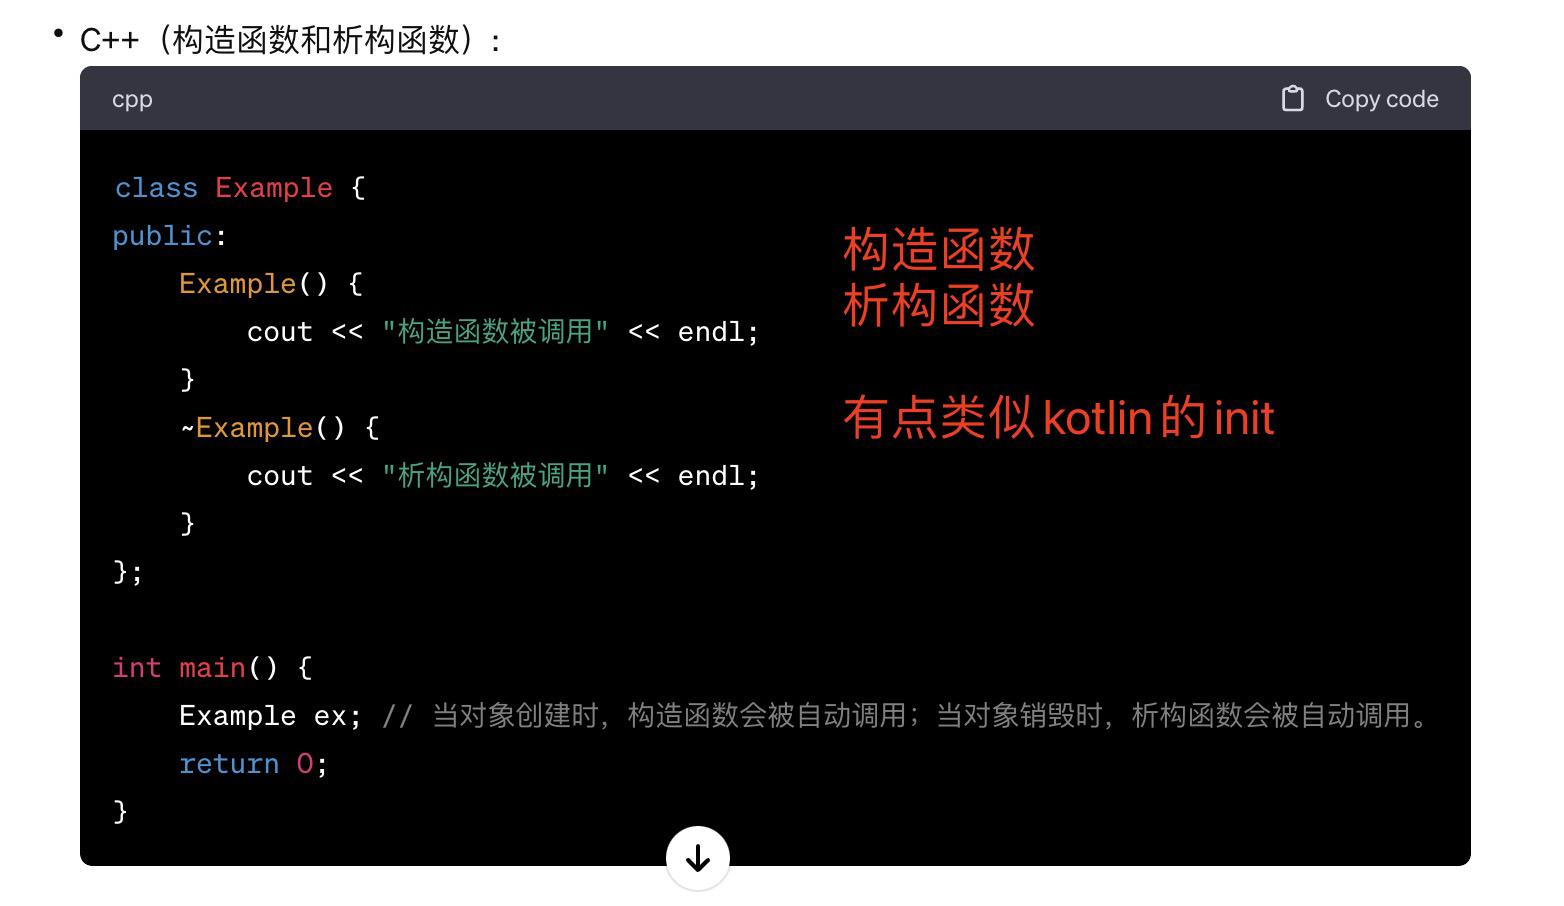 • C++（构造函数和析构函数）:
cpp
Copy code
class Example {
public:
    Example() {
        cout << "构造函数被调用" << endl;
    }
    ~Example() {
        cout << "析构函数被调用" << endl;
    }
};
构造函数
析构函数
有点类似 kotlin 的 init
int main() {
    Example ex; // 当对象创建时，构造函数会被自动调用；当对象销毁时，析构函数会被自动调用。
    return 0;
}